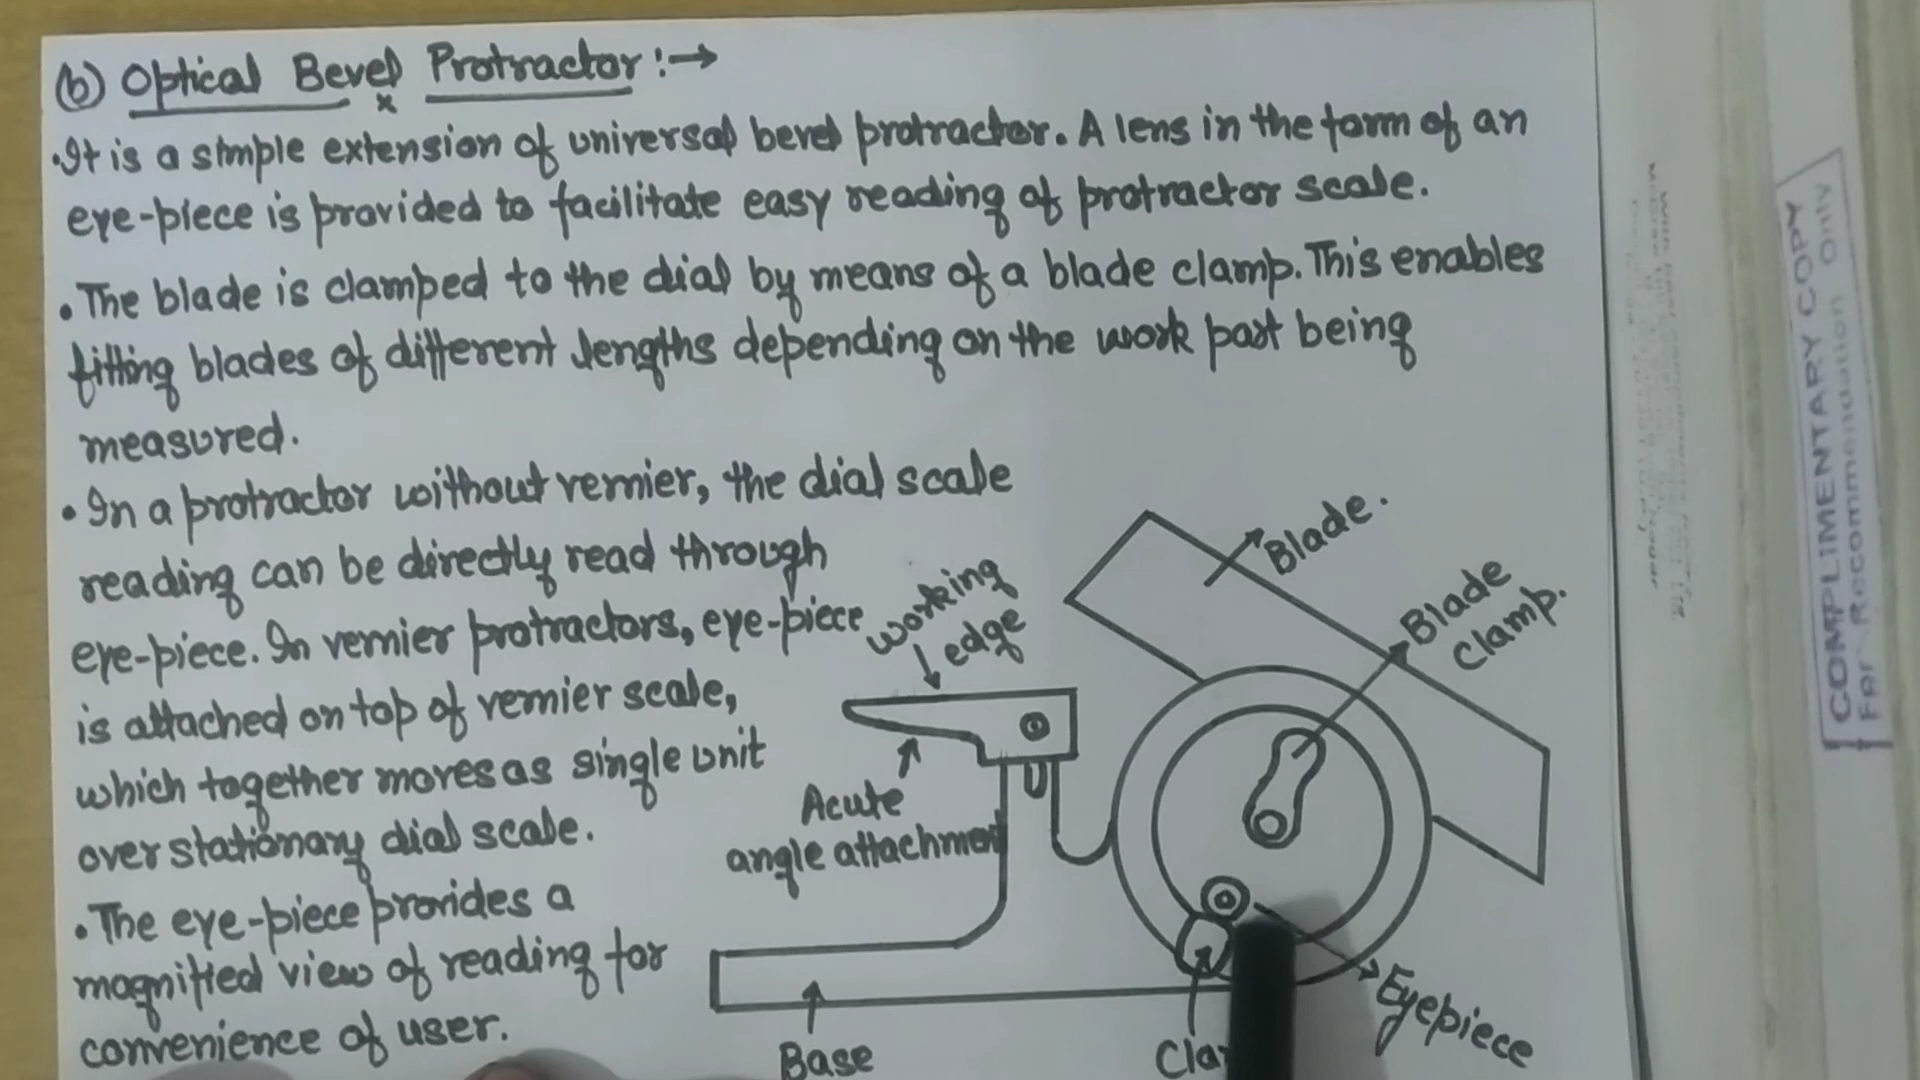 (b) Optical Bevel Protractor :→
• It is a simple extension of universal bevel protractor. A lens in the form of an
eye-piece is provided to facilitate easy reading of protractor scale.
• The blade is clamped to the dial by means of a blade clamp. This enables
fitting blades of different lengths depending on the work part being
measured.
• In a protractor without vernier, the dial scale
reading can be directly read through
eye-piece. In vernier protractors, eye-piece
is attached on top of vernier scale,
which together moves as single unit
over stationary dial scale.
• The eye-piece provides a
magnified view of reading for
convenience of user.
Blade.
Blade
Clamp.
working
edge
Acute
angle attachment
Base
Eyepiece
COMPLIMENTARY COPY
For Recommendation Only